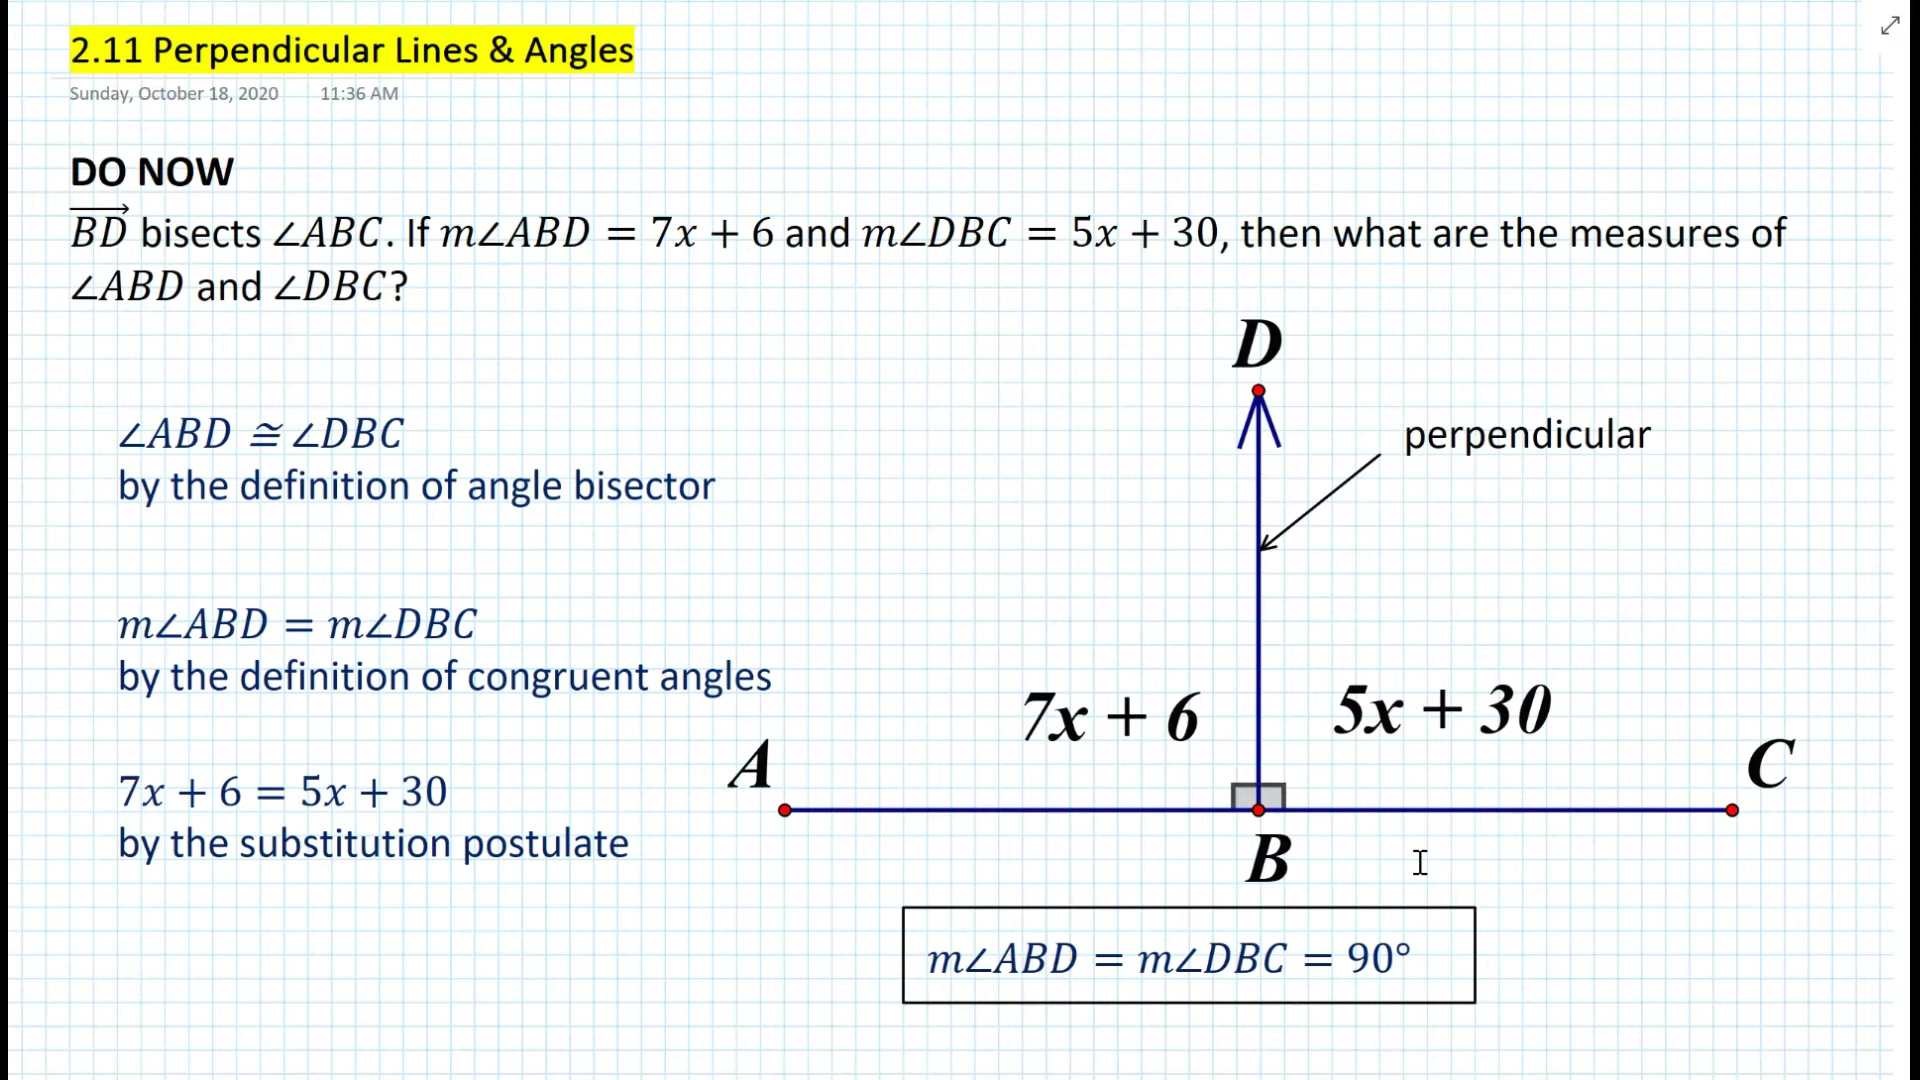 2.11 Perpendicular Lines & Angles
Sunday, October 18, 2020 11:36 AM
DO NOW
BD bisects ∠ABC. If m∠ABD = 7x + 6 and m∠DBC = 5x + 30, then what are the measures of
∠ABD and ∠DBC?
D
perpendicular
∠ABD ≅ ∠DBC
by the definition of angle bisector
m∠ABD = m∠DBC
by the definition of congruent angles
7x + 6
5x + 30
A
C
7x + 6 = 5x + 30
by the substitution postulate
B
m∠ABD = m∠DBC = 90°